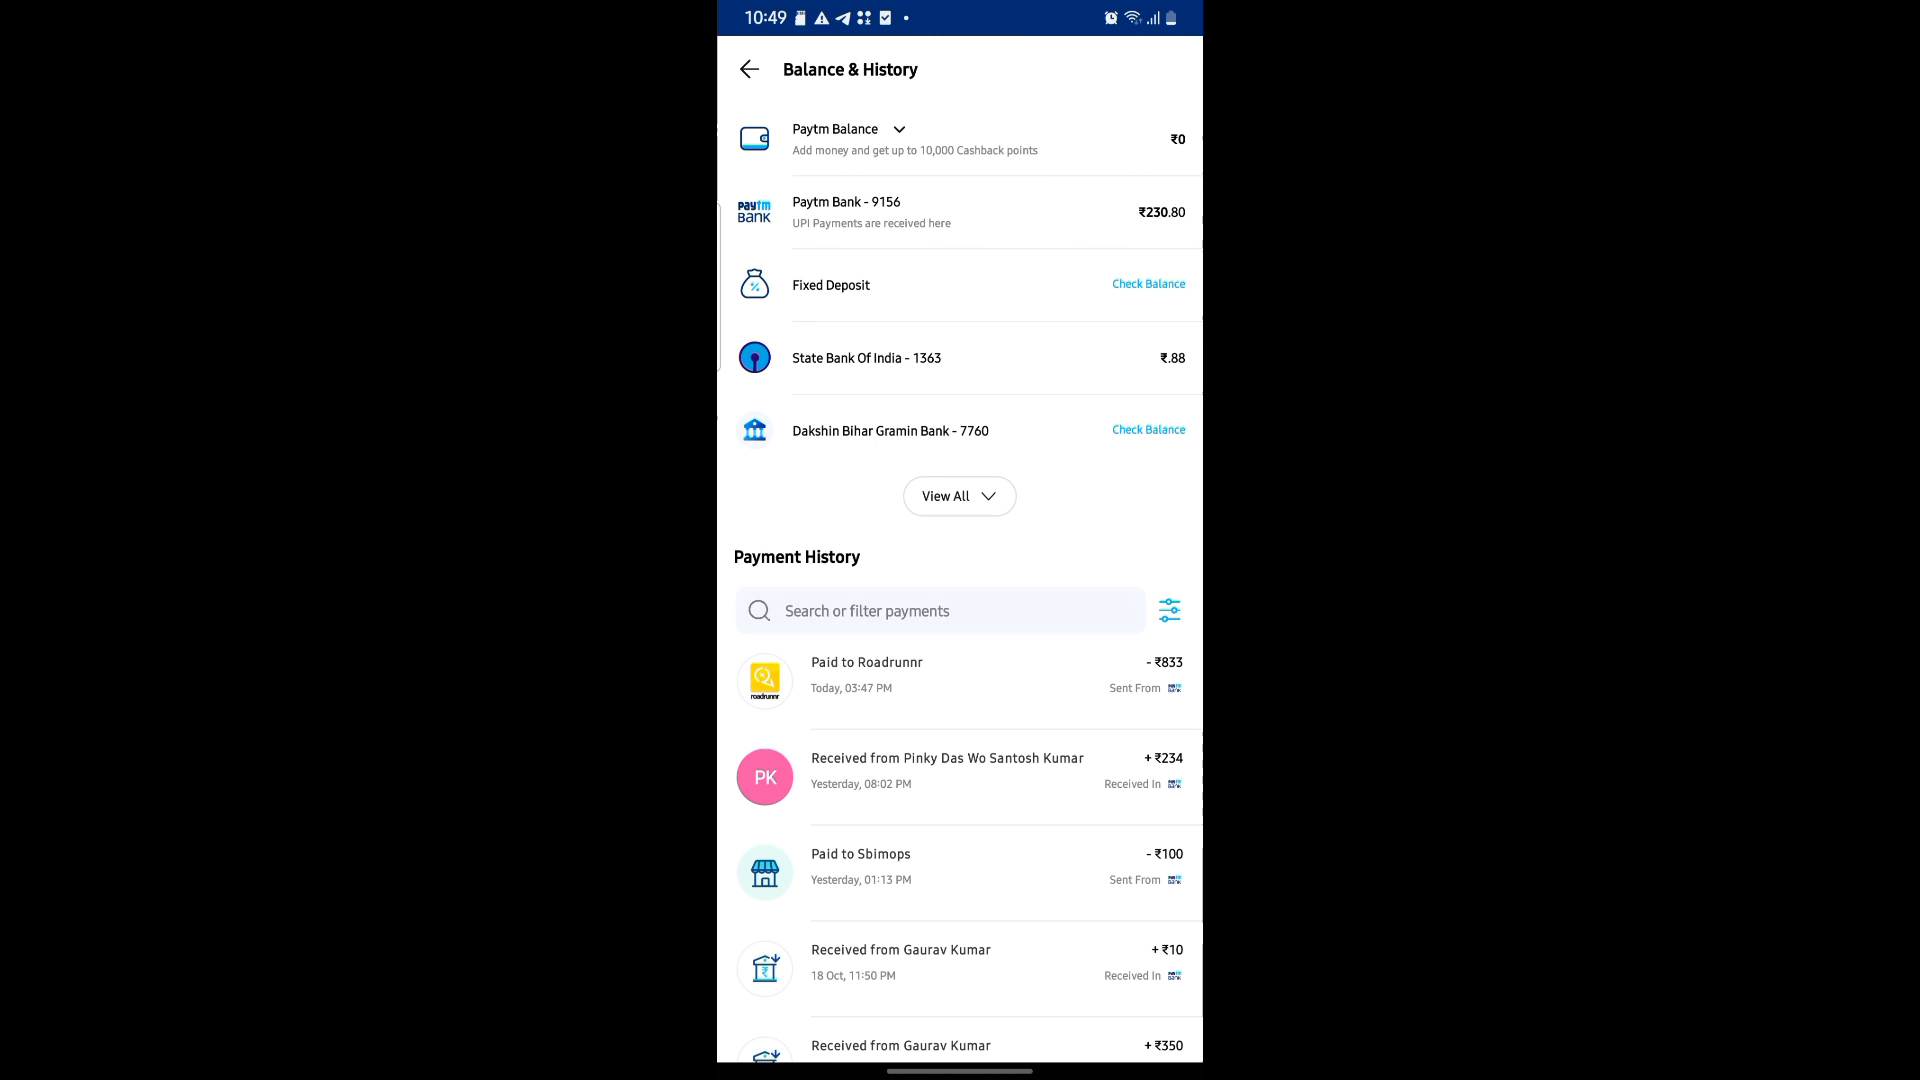 10:49
Balance & History
Paytm Balance
Add money and get up to 10,000 Cashback points
₹0
paytm
BANK
Paytm Bank - 9156
UPI Payments are received here
₹230.80
Fixed Deposit
Check Balance
State Bank Of India - 1363
₹.88
Dakshin Bihar Gramin Bank - 7760
Check Balance
View All
Payment History
Search or filter payments
roadrunnr
Paid to Roadrunnr
- ₹833
Today, 03:47 PM
Sent From
PK
Received from Pinky Das Wo Santosh Kumar
+ ₹234
Yesterday, 08:02 PM
Received In
Paid to Sbimops
- ₹100
Yesterday, 01:13 PM
Sent From
Received from Gaurav Kumar
+ ₹10
18 Oct, 11:50 PM
Received In
Received from Gaurav Kumar
+ ₹350